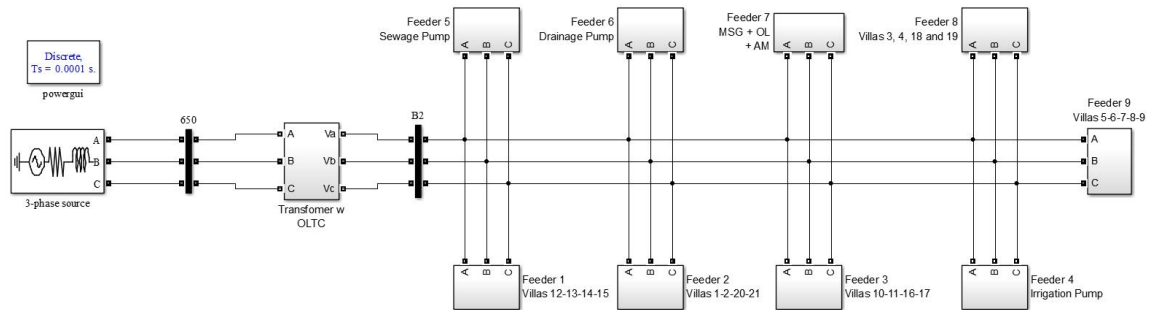 Discrete,
Ts = 0.0001 s.
powergui
A
B
C
3-phase source
650
A
B
C
Va
Vb
Vc
Transfomer w
OLTC
B2
Feeder 5
Sewage Pump
A B C
Feeder 6
Drainage Pump
A B C
Feeder 7
MSG + OL
+ AM
A B C
Feeder 8
Villas 3, 4, 18 and 19
A B C
Feeder 9
Villas 5-6-7-8-9
A
B
C
A B C
Feeder 1
Villas 12-13-14-15
A B C
Feeder 2
Villas 1-2-20-21
A B C
Feeder 3
Villas 10-11-16-17
A B C
Feeder 4
Irrigation Pump